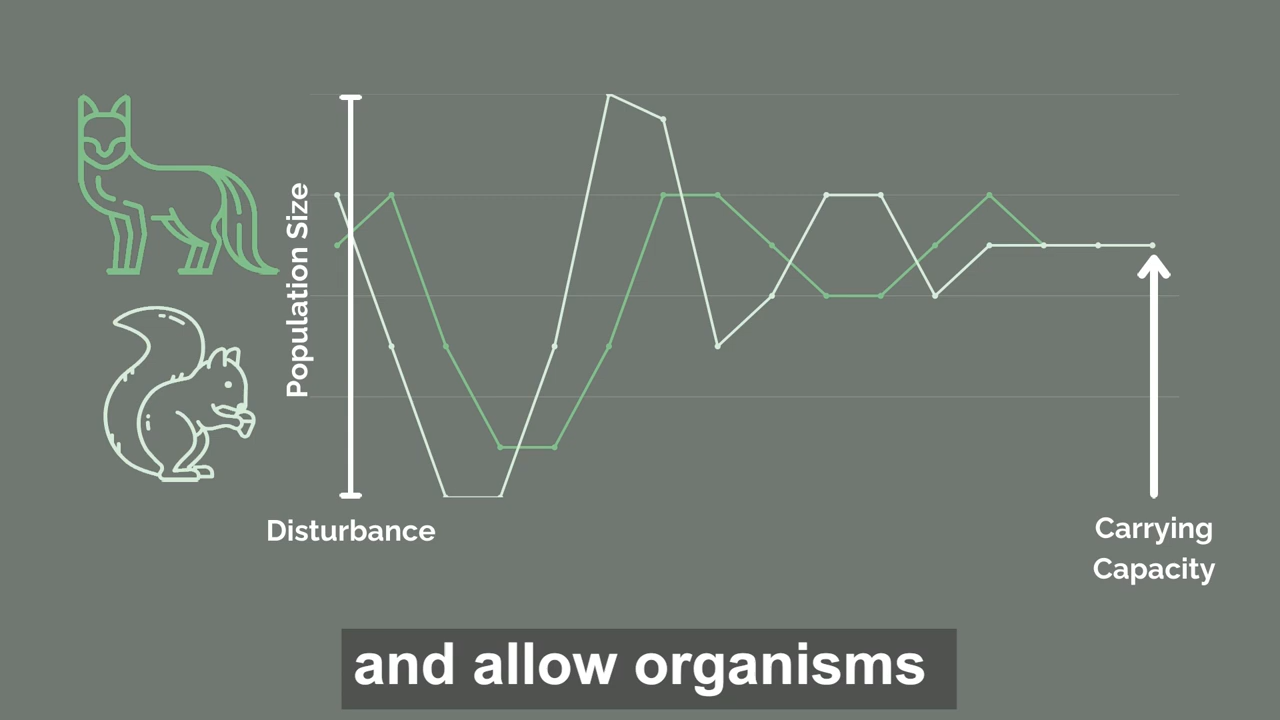 Population Size
Disturbance
Carrying
Capacity
and allow organisms